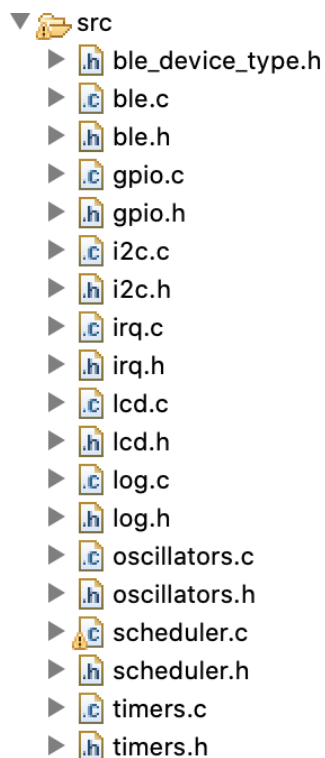 src
.h ble_device_type.h
.c ble.c
.h ble.h
.c gpio.c
.h gpio.h
.c i2c.c
.h i2c.h
.c irq.c
.h irq.h
.c lcd.c
.h lcd.h
.c log.c
.h log.h
.c oscillators.c
.h oscillators.h
.c scheduler.c
.h scheduler.h
.c timers.c
.h timers.h